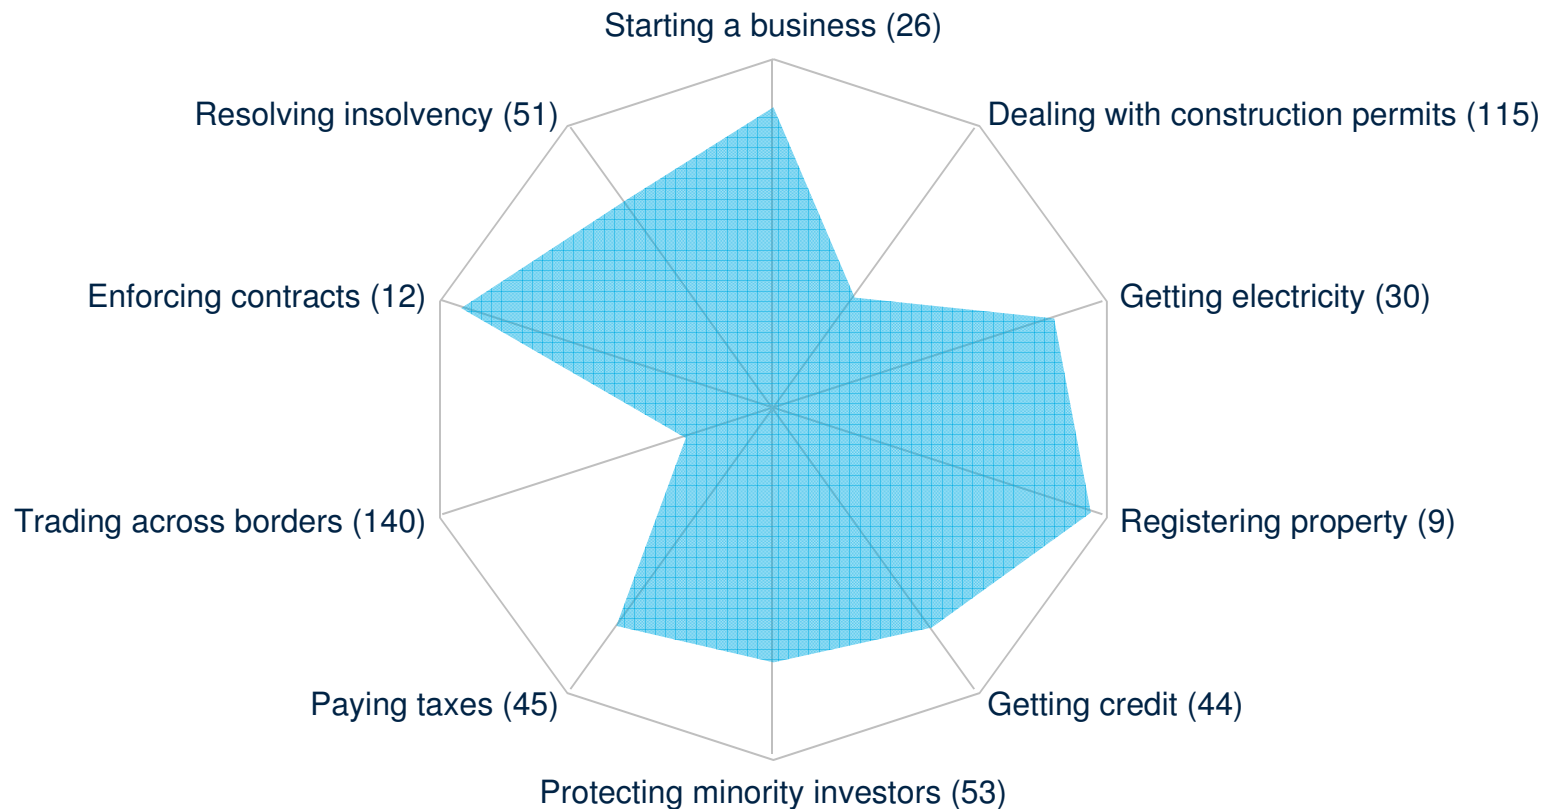 Starting a business (26)
Resolving insolvency (51)
Dealing with construction permits (115)
Enforcing contracts (12)
Getting electricity (30)
Trading across borders (140)
Registering property (9)
Paying taxes (45)
Getting credit (44)
Protecting minority investors (53)